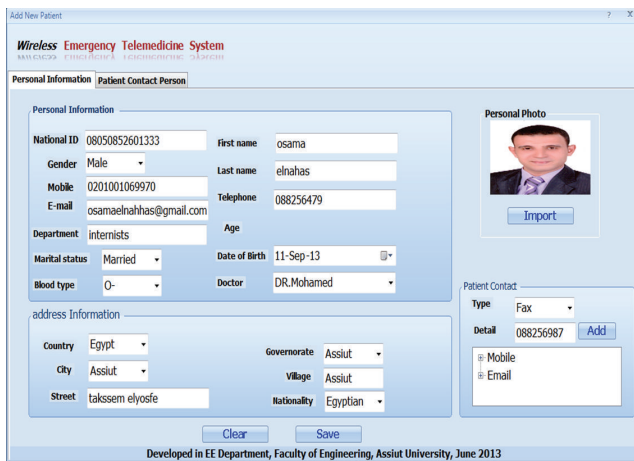 Add New Patient ? X
Wireless Emergency Telemedicine System
Personal Information Patient Contact Person
Personal Information
National ID 08050852601333
Gender Male
Mobile 0201001069970
E-mail osamaelnahhas@gmail.com
Department internists
Marital status Married
Blood type O-
First name osama
Last name elnahas
Telephone 088256479
Age
Date of Birth 11-Sep-13
Doctor DR.Mohamed
Personal Photo
Import
address Information
Country Egypt
City Assiut
Street takssem elyosfe
Governorate Assiut
Village Assiut
Nationality Egyptian
Patient Contact
Type Fax
Detail 088256987 Add
Mobile
Email
Clear Save
Developed in EE Department, Faculty of Engineering, Assiut University, June 2013